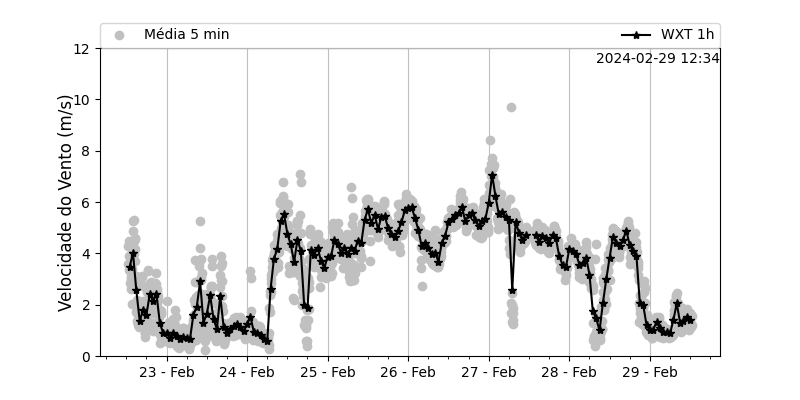 Média 5 min
WXT 1h
2024-02-29 12:34
Velocidade do Vento (m/s)
12
10
8
6
4
2
0
23 - Feb
24 - Feb
25 - Feb
26 - Feb
27 - Feb
28 - Feb
29 - Feb